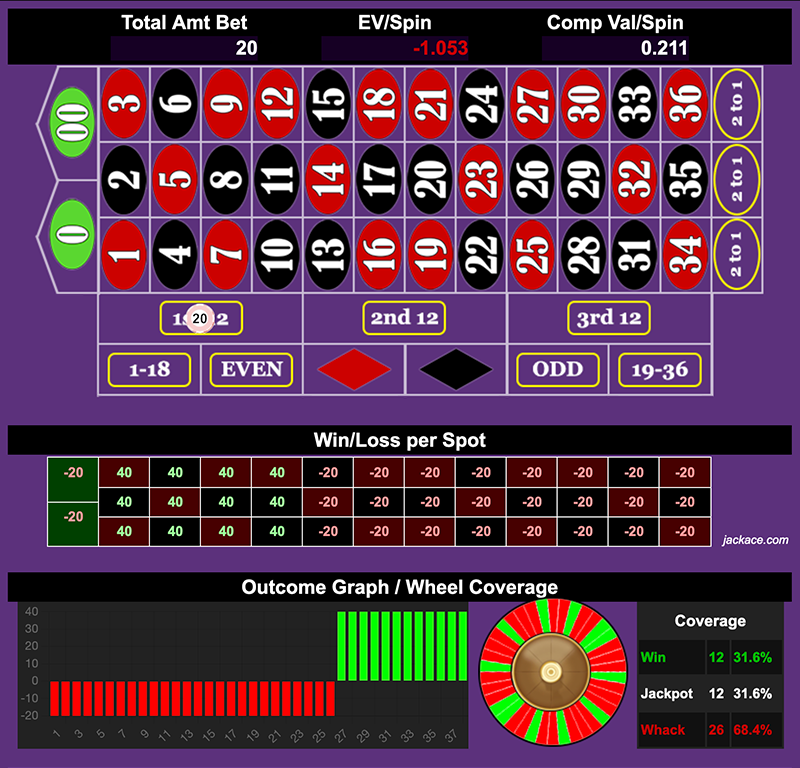 Total Amt Bet EV/Spin Comp Val/Spin
20 -1.053 0.211
00 3 6 9 12 15 18 21 24 27 30 33 36 2 to 1
2 5 8 11 14 17 20 23 26 29 32 35 2 to 1
0 1 4 7 10 13 16 19 22 25 28 31 34 2 to 1
20 2nd 12 3rd 12
1-18 EVEN ODD 19-36
Win/Loss per Spot
-20 40 40 40 40 -20 -20 -20 -20 -20 -20 -20 -20
40 40 40 40 -20 -20 -20 -20 -20 -20 -20 -20
-20 40 40 40 40 -20 -20 -20 -20 -20 -20 -20 -20
jackace.com
Outcome Graph / Wheel Coverage
40
30
20
10
0
-10
-20
1 3 5 7 9 11 13 15 17 19 21 23 25 27 29 31 33 35 37
Coverage
Win 12 31.6%
Jackpot 12 31.6%
Whack 26 68.4%